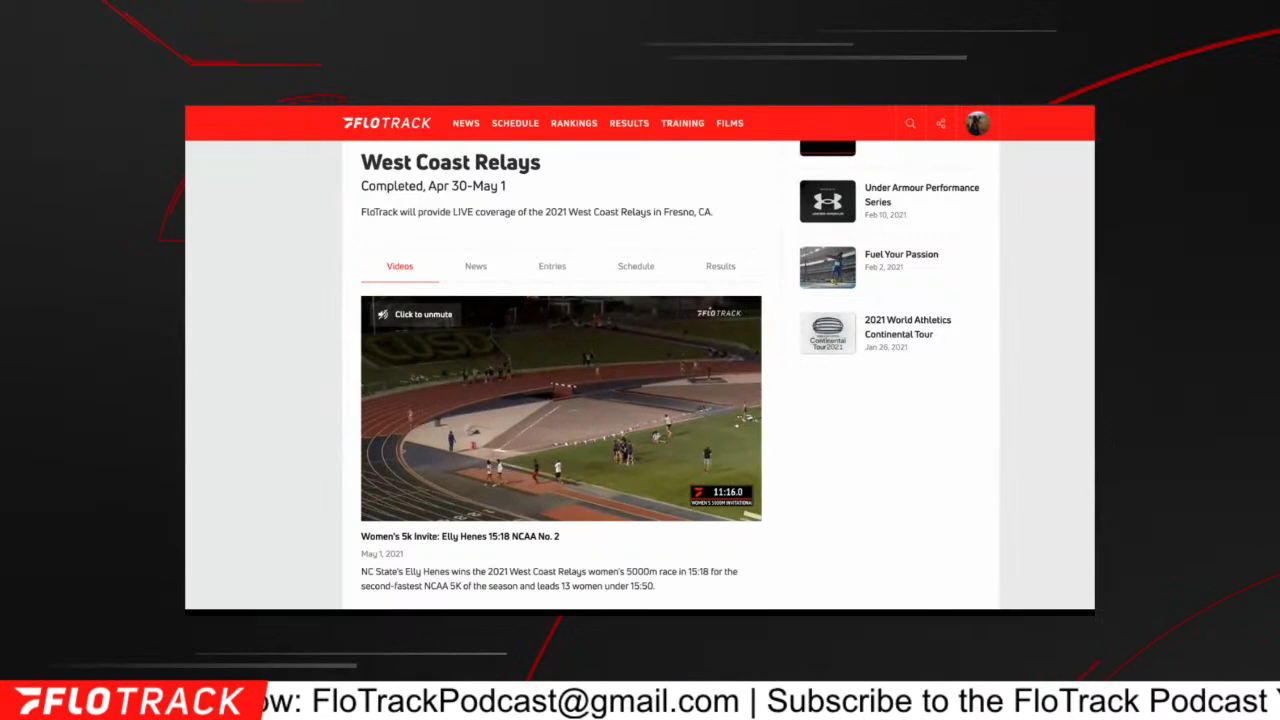 FLOTRACK
NEWS SCHEDULE RANKINGS RESULTS TRAINING FILMS
West Coast Relays
Completed, Apr 30-May 1
FloTrack will provide LIVE coverage of the 2021 West Coast Relays in Fresno, CA.
Videos News Entries Schedule Results
Click to unmute
FLOTRACK
11:16.0
WOMEN'S 5000M INVITATIONAL
Women's 5k Invite: Elly Henes 15:18 NCAA No. 2
May 1, 2021
NC State's Elly Henes wins the 2021 West Coast Relays women's 5000m race in 15:18 for the
second-fastest NCAA 5K of the season and leads 13 women under 15:50.
Under Armour Performance
Series
Feb 10, 2021
Fuel Your Passion
Feb 2, 2021
Continental
Tour2021
2021 World Athletics
Continental Tour
Jan 26, 2021
FLOTRACK
ow: FloTrackPodcast@gmail.com | Subscribe to the FloTrack Podcast Y